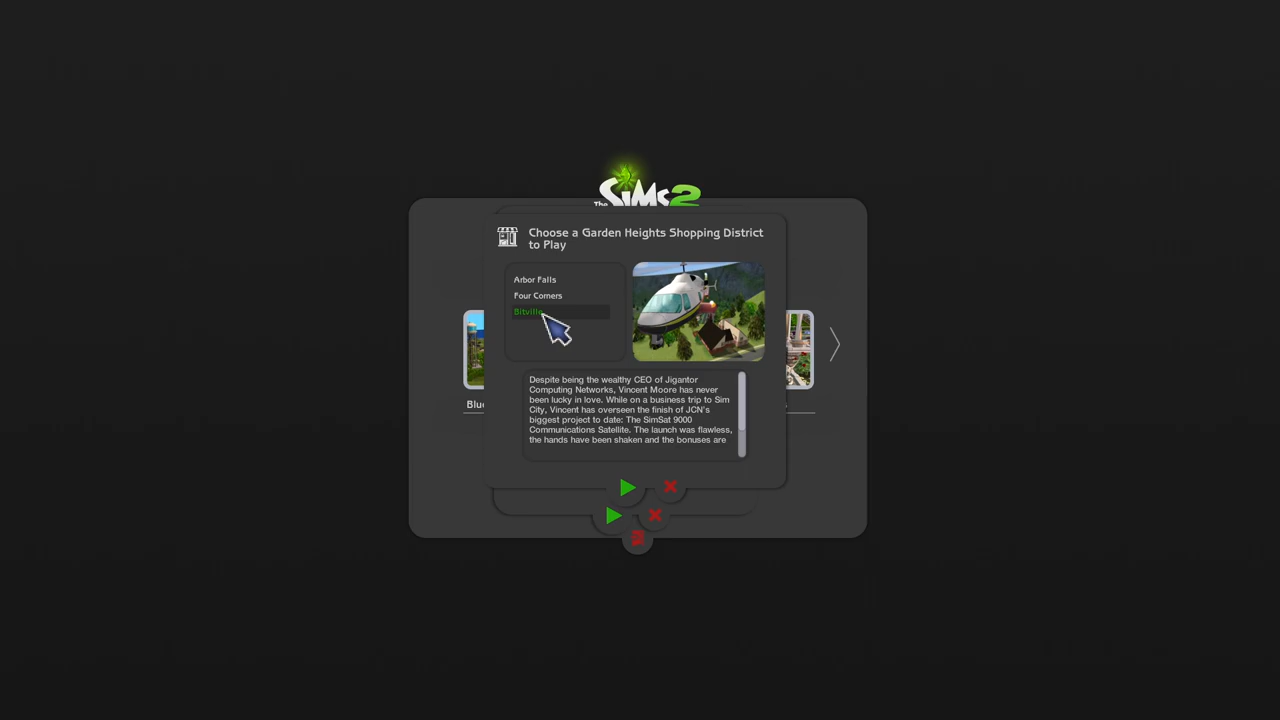 The Sims 2
Choose a Garden Heights Shopping District
to Play
Arbor Falls
Four Corners
Bitville
Despite being the wealthy CEO of Jigantor
Computing Networks, Vincent Moore has never
been lucky in love. While on a business trip to Sim
City, Vincent has overseen the finish of JCN's
biggest project to date: The SimSat 9000
Communications Satellite. The launch was flawless,
the hands have been shaken and the bonuses are